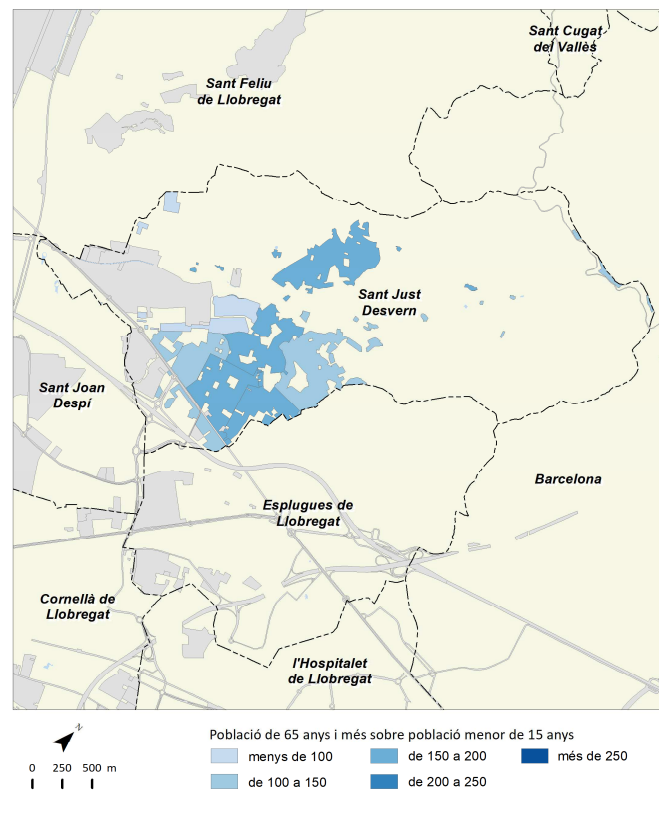 Sant Cugat
del Vallès
Sant Feliu
de Llobregat
Sant Just
Desvern
Sant Joan
Despí
Barcelona
Esplugues de
Llobregat
Cornellà de
Llobregat
l'Hospitalet
de Llobregat
N
Població de 65 anys i més sobre població menor de 15 anys
menys de 100
de 150 a 200
més de 250
de 100 a 150
de 200 a 250
0 250 500 m